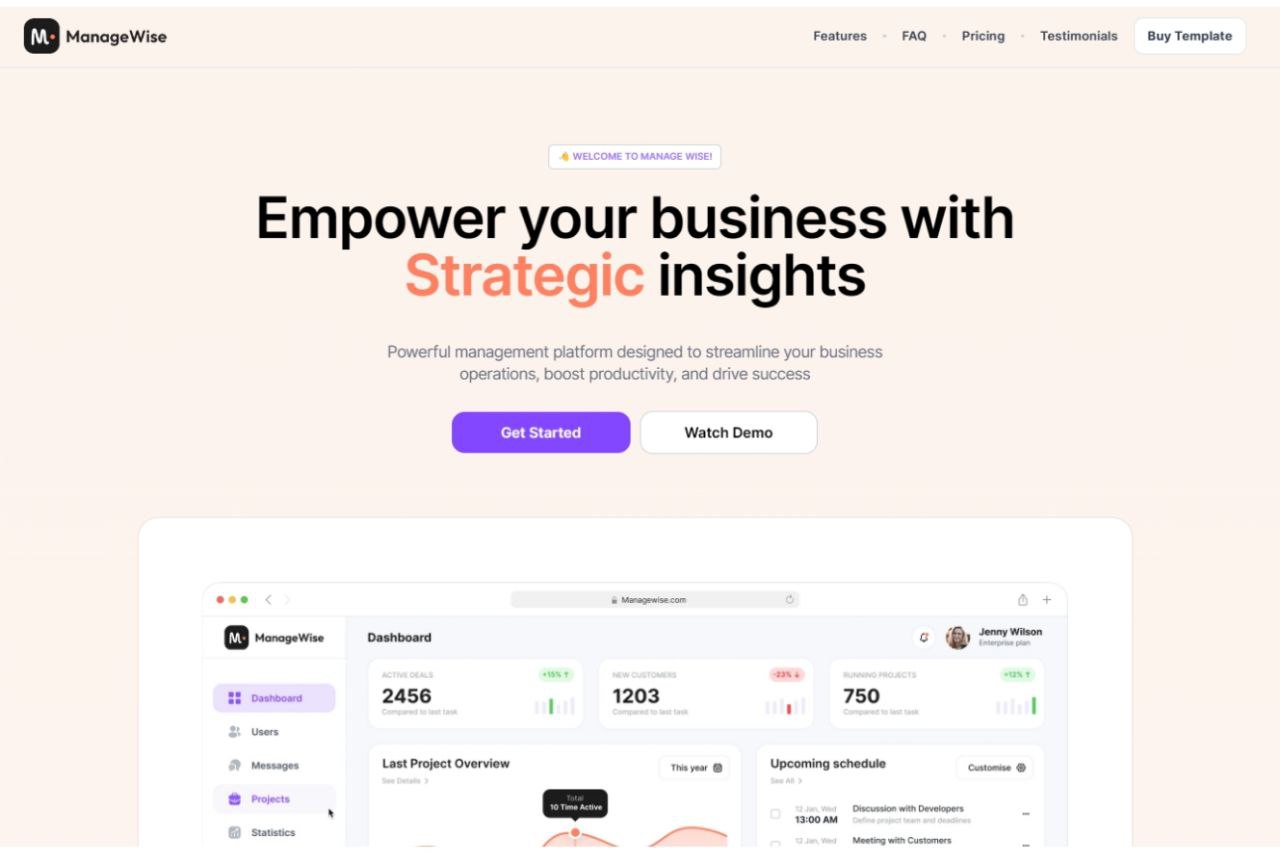 M.
ManageWise
Features
FAQ
Pricing
Testimonials
Buy Template
WELCOME TO MANAGE WISE!
Empower your business with
Strategic insights
Powerful management platform designed to streamline your business
operations, boost productivity, and drive success
Get Started
Watch Demo
Managewise.com
M.
ManageWise
Dashboard
Jenny Wilson
Enterprise plan
Dashboard
Users
Messages
Projects
Statistics
ACTIVE DEALS
+15% ↑
2456
Compared to last task
NEW CUSTOMERS
-23% ↓
1203
Compared to last task
RUNNING PROJECTS
+12% ↑
750
Compared to last task
Last Project Overview
See Details >
This year
Total
10 Time Active
Upcoming schedule
See All >
Customise
12 Jan, Wed
13:00 AM
Discussion with Developers
Define project team and deadlines
12 Jan, Wed
Meeting with Customers